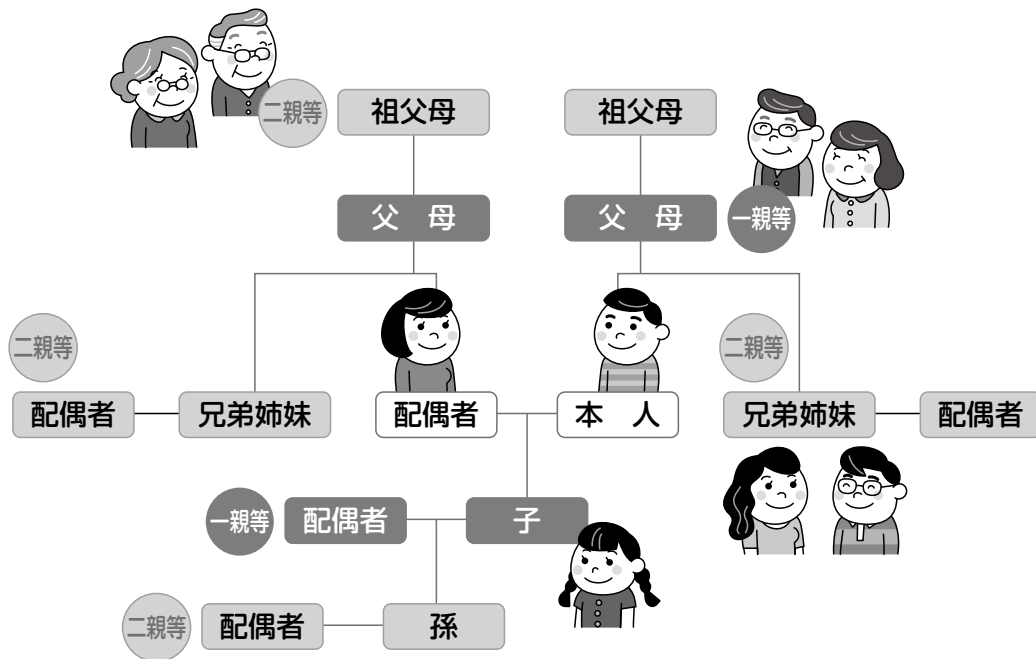 二親等 祖父母 祖父母
父　母 父　母 一親等
二親等 二親等
配偶者 兄弟姉妹 配偶者 本　人 兄弟姉妹 配偶者
一親等 配偶者 子
二親等 配偶者 孫